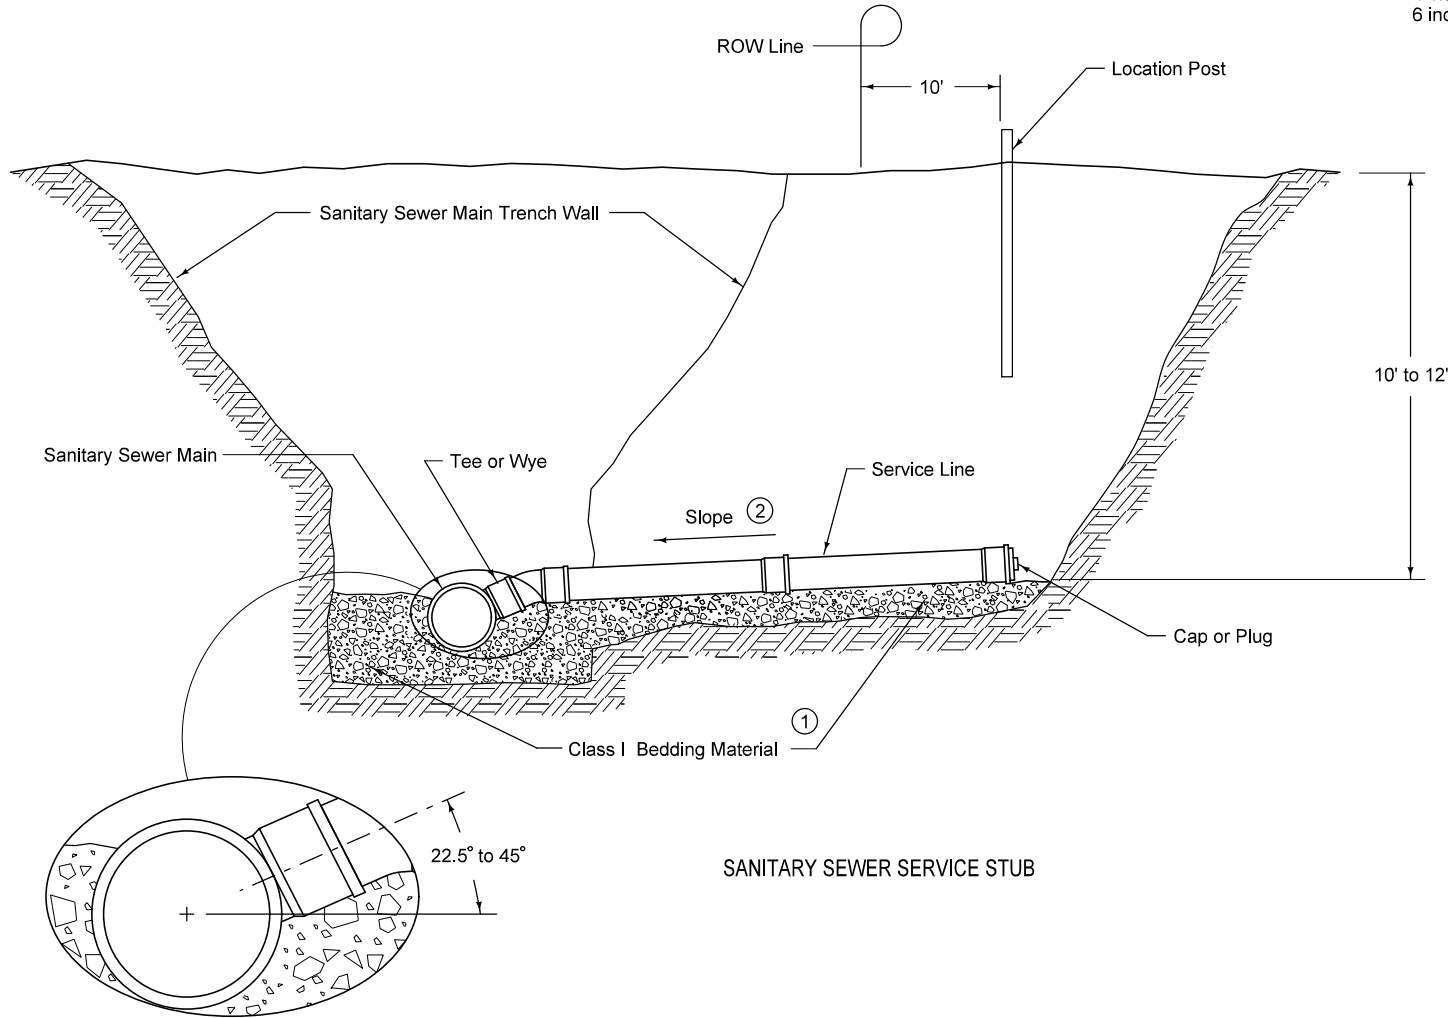 6 inc
ROW Line
10'
Location Post
Sanitary Sewer Main Trench Wall
10' to 12'
Sanitary Sewer Main
Tee or Wye
Service Line
Slope 2
Cap or Plug
1
Class I Bedding Material
22.5° to 45°
SANITARY SEWER SERVICE STUB